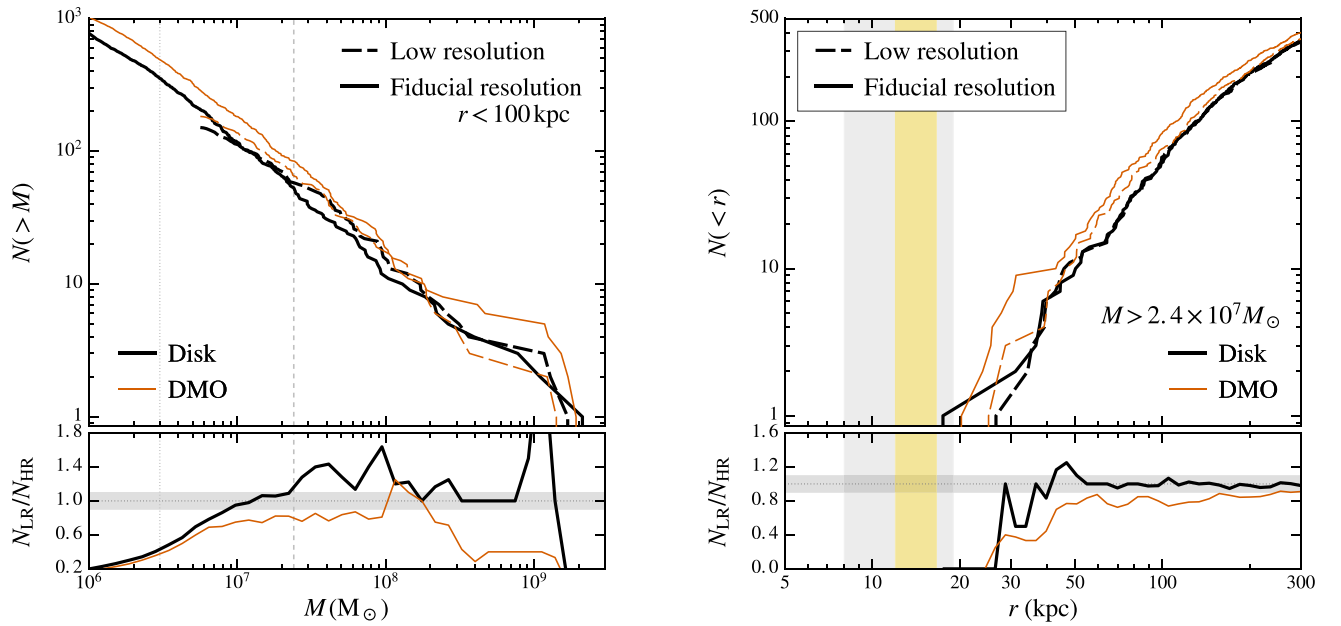 10³
10²
10
1
N(> M)
Low resolution
Fiducial resolution
r < 100 kpc
Disk
DMO
1.8
1.4
1.0
0.6
0.2
N_LR/N_HR
10⁶ 10⁷ 10⁸ 10⁹
M (M_⊙)
500
100
10
1
N(< r)
Low resolution
Fiducial resolution
M > 2.4 × 10⁷ M_⊙
Disk
DMO
1.6
1.2
0.8
0.4
0.0
N_LR/N_HR
5 10 20 30 50 100 300
r (kpc)